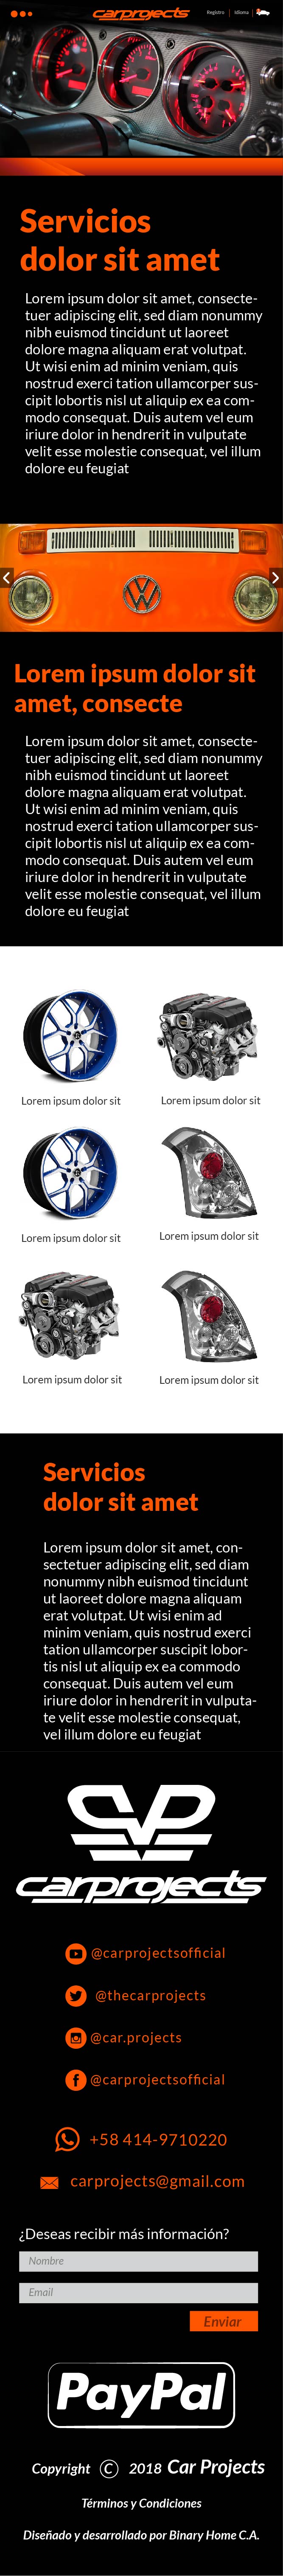 carprojects
Registro | Idioma |
Servicios
dolor sit amet
Lorem ipsum dolor sit amet, consecte-
tuer adipiscing elit, sed diam nonummy
nibh euismod tincidunt ut laoreet
dolore magna aliquam erat volutpat.
Ut wisi enim ad minim veniam, quis
nostrud exerci tation ullamcorper sus-
cipit lobortis nisl ut aliquip ex ea com-
modo consequat. Duis autem vel eum
iriure dolor in hendrerit in vulputate
velit esse molestie consequat, vel illum
dolore eu feugiat
Lorem ipsum dolor sit
amet, consecte
Lorem ipsum dolor sit amet, consecte-
tuer adipiscing elit, sed diam nonummy
nibh euismod tincidunt ut laoreet
dolore magna aliquam erat volutpat.
Ut wisi enim ad minim veniam, quis
nostrud exerci tation ullamcorper sus-
cipit lobortis nisl ut aliquip ex ea com-
modo consequat. Duis autem vel eum
iriure dolor in hendrerit in vulputate
velit esse molestie consequat, vel illum
dolore eu feugiat
Lorem ipsum dolor sit
Lorem ipsum dolor sit
Lorem ipsum dolor sit
Lorem ipsum dolor sit
Lorem ipsum dolor sit
Lorem ipsum dolor sit
Servicios
dolor sit amet
Lorem ipsum dolor sit amet, con-
sectetuer adipiscing elit, sed diam
nonummy nibh euismod tincidunt
ut laoreet dolore magna aliquam
erat volutpat. Ut wisi enim ad
minim veniam, quis nostrud exerci
tation ullamcorper suscipit lobor-
tis nisl ut aliquip ex ea commodo
consequat. Duis autem vel eum
iriure dolor in hendrerit in vulputa-
te velit esse molestie consequat,
vel illum dolore eu feugiat
carprojects
@carprojectsofficial
@thecarprojects
@car.projects
@carprojectsofficial
+58 414-9710220
carprojects@gmail.com
¿Deseas recibir más información?
Nombre
Email
Enviar
PayPal
Copyright © 2018 Car Projects
Términos y Condiciones
Diseñado y desarrollado por Binary Home C.A.